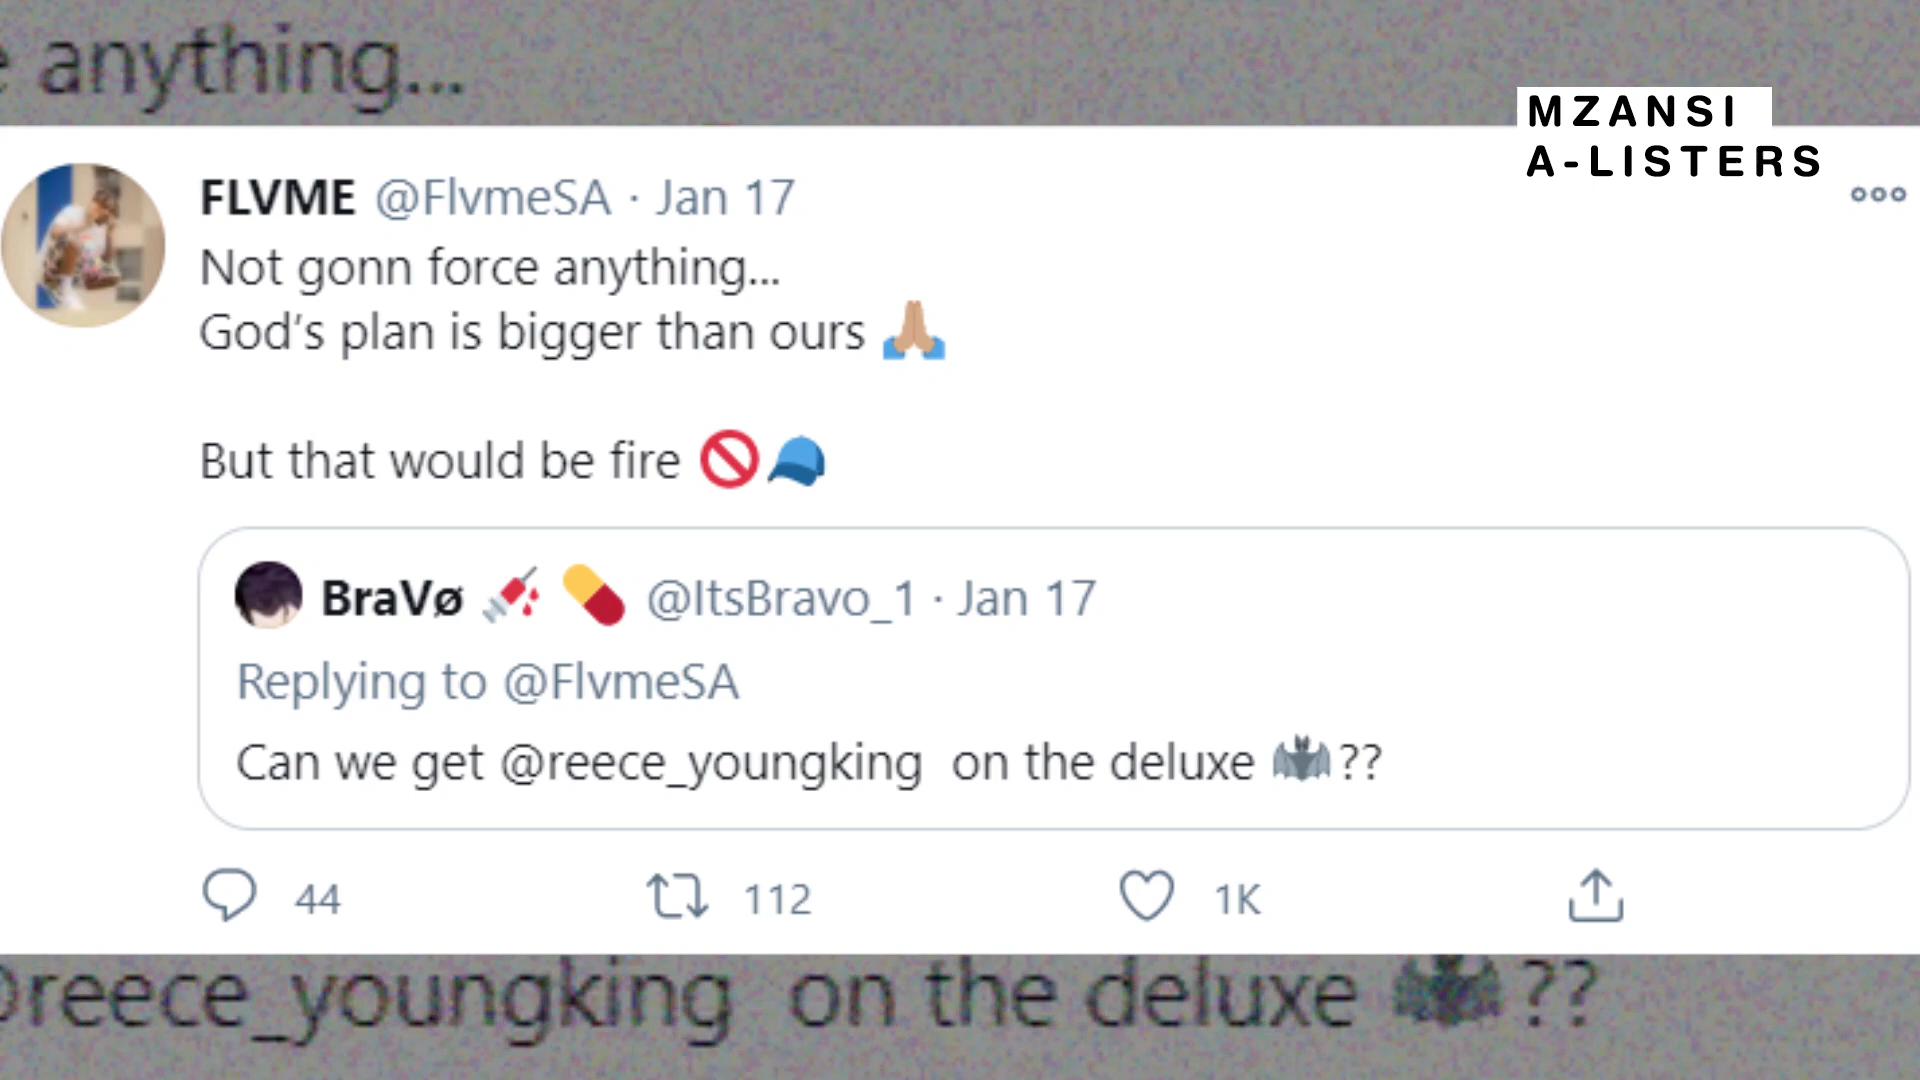 e anything...
MZANSI
A-LISTERS
FLVME @FlvmeSA · Jan 17
Not gonn force anything...
God's plan is bigger than ours 🙏🏼
But that would be fire 🚫🧢
BraVø 💉 💊 @ItsBravo_1 · Jan 17
Replying to @FlvmeSA
Can we get @reece_youngking on the deluxe 🦇??
44 112 1K
@reece_youngking on the deluxe 🦇??